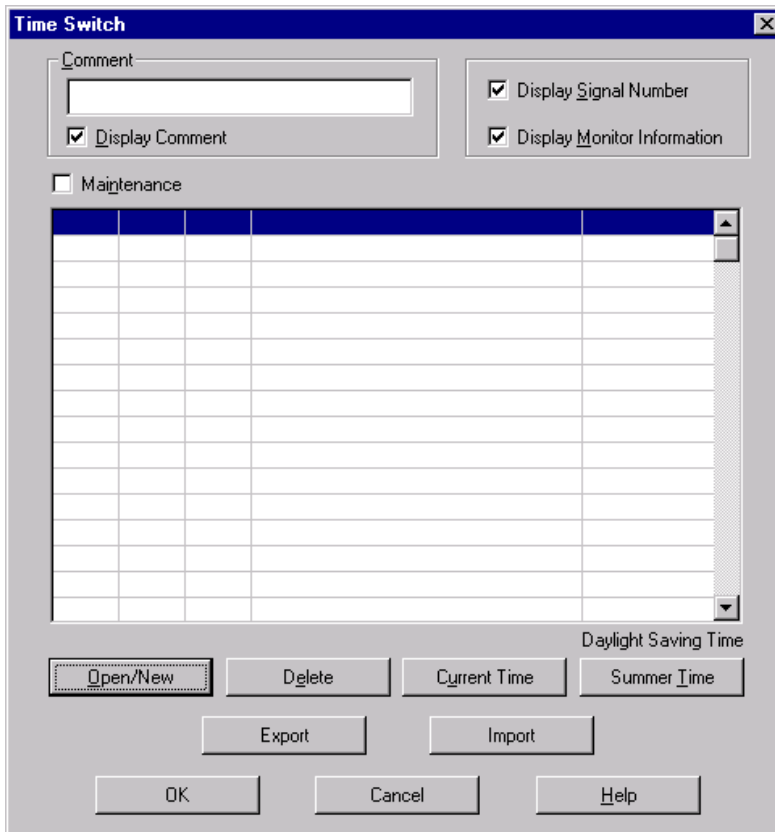 Time Switch
Comment
Display Comment
Display Signal Number
Display Monitor Information
Maintenance
Daylight Saving Time
Open/New
Delete
Current Time
Summer Time
Export
Import
OK
Cancel
Help